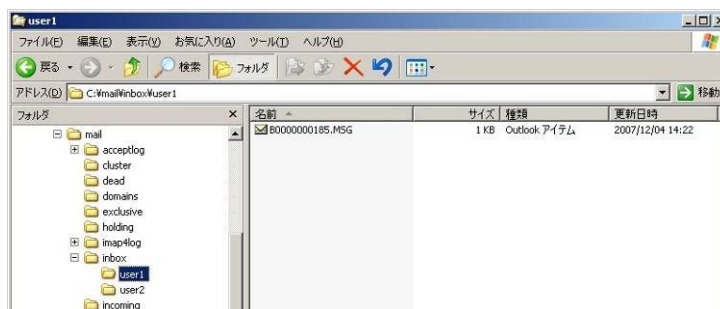 user1
ファイル(F) 編集(E) 表示(V) お気に入り(A) ツール(T) ヘルプ(H)
戻る 検索 フォルダ
アドレス(D) C:¥mail¥inbox¥user1 移動
フォルダ × 名前 サイズ 種類 更新日時
mail B0000000185.MSG 1 KB Outlook アイテム 2007/12/04 14:22
acceptlog
cluster
dead
domains
exclusive
holding
imap4log
inbox
user1
user2
incoming